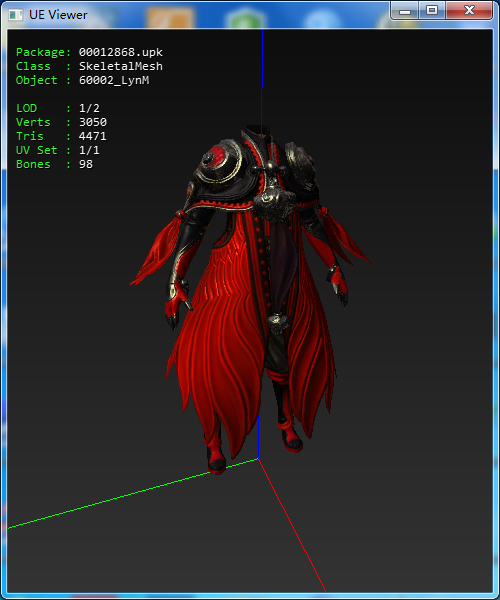 UE Viewer
Package: 00012868.upk
Class : SkeletalMesh
Object : 60002_LynM
LOD : 1/2
Verts : 3050
Tris : 4471
UV Set : 1/1
Bones : 98